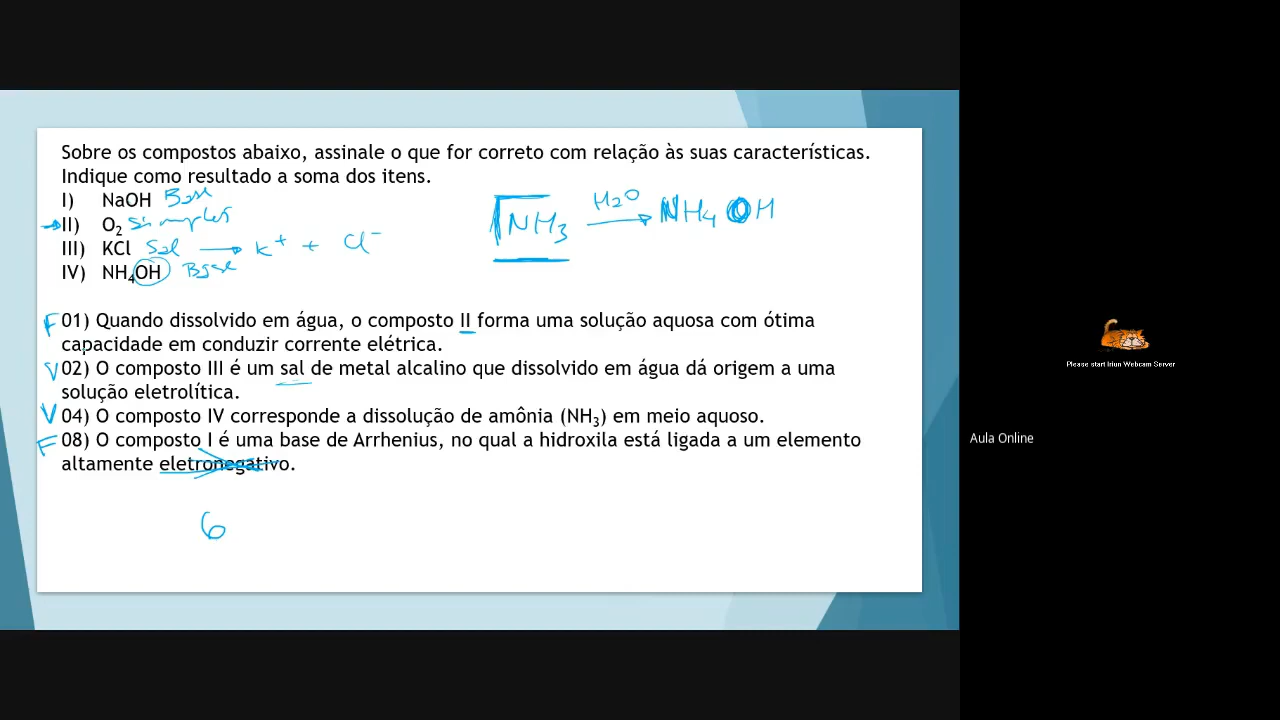 Sobre os compostos abaixo, assinale o que for correto com relação às suas características.
Indique como resultado a soma dos itens.
I) NaOH Base
II) O₂ Simples
III) KCl Sal → K⁺ + Cl⁻
IV) NH₄OH Base
NH₃ H₂O → NH₄OH
F 01) Quando dissolvido em água, o composto II forma uma solução aquosa com ótima
capacidade em conduzir corrente elétrica.
V 02) O composto III é um sal de metal alcalino que dissolvido em água dá origem a uma
solução eletrolítica.
V 04) O composto IV corresponde a dissolução de amônia (NH₃) em meio aquoso.
F 08) O composto I é uma base de Arrhenius, no qual a hidroxila está ligada a um elemento
altamente eletronegativo.
6
Please start Iriun Webcam Server
Aula Online